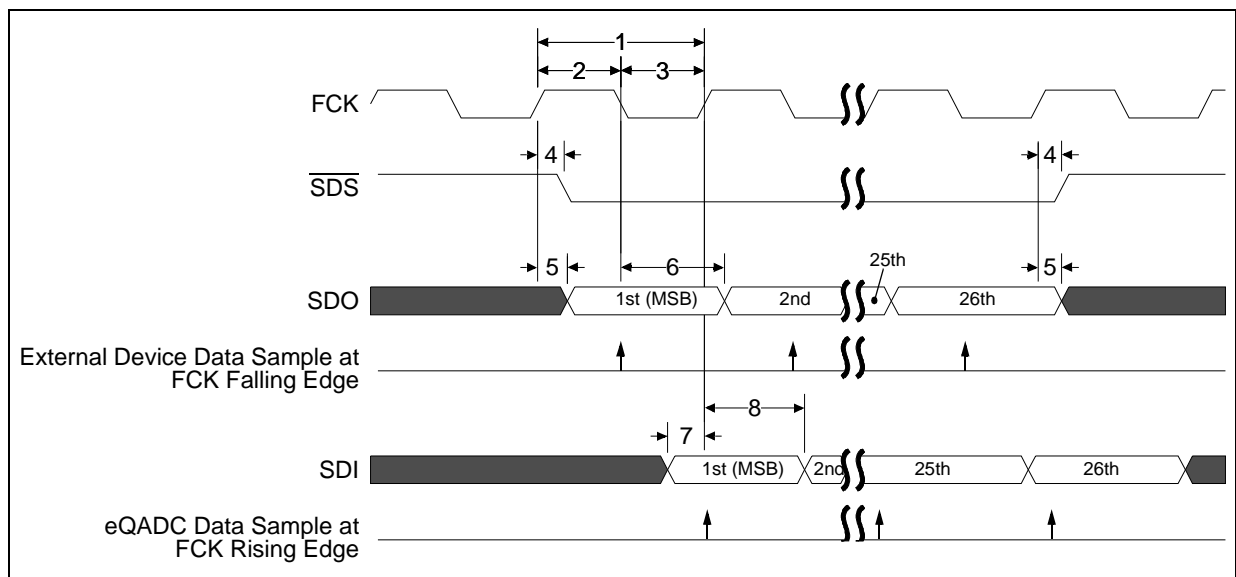 1
2 3
FCK
4 4
SDS
25th
5 6 5
SDO 1st (MSB) 2nd 26th
External Device Data Sample at
FCK Falling Edge
8
7
SDI 1st (MSB) 2nd 25th 26th
eQADC Data Sample at
FCK Rising Edge